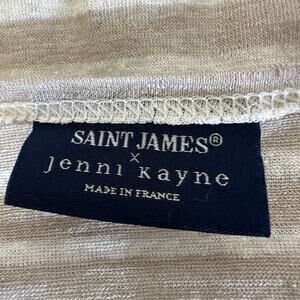 SAINT JAMES®
×
jenni kayne
MADE IN FRANCE